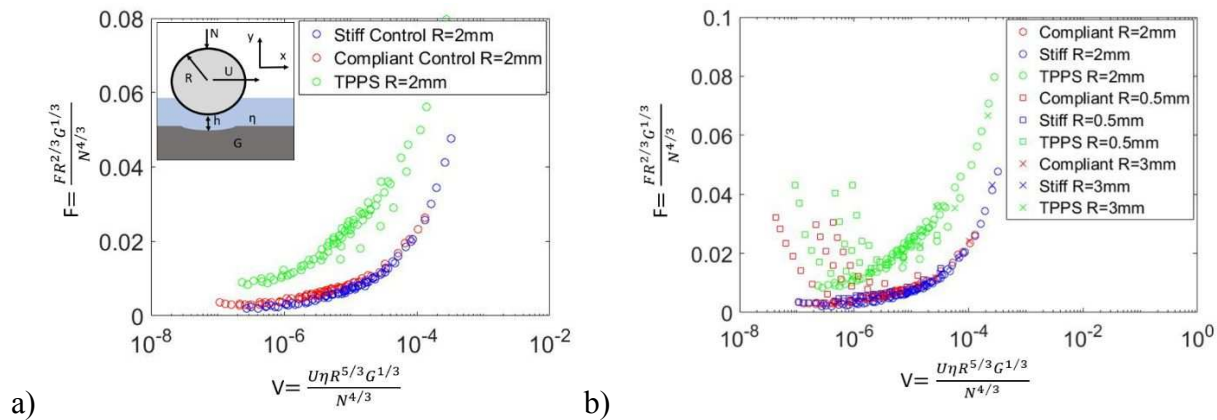 0.08
0.06
0.04
0.02
0
F= FR^{2/3}G^{1/3} / N^{4/3}
N
y
x
R
U
h
η
G
Stiff Control R=2mm
Compliant Control R=2mm
TPPS R=2mm
10^{-8} 10^{-6} 10^{-4} 10^{-2}
V= UηR^{5/3}G^{1/3} / N^{4/3}
a)
0.1
0.08
0.06
0.04
0.02
0
F= FR^{2/3}G^{1/3} / N^{4/3}
Compliant R=2mm
Stiff R=2mm
TPPS R=2mm
Compliant R=0.5mm
Stiff R=0.5mm
TPPS R=0.5mm
Compliant R=3mm
Stiff R=3mm
TPPS R=3mm
10^{-8} 10^{-6} 10^{-4} 10^{-2} 10^{0}
V= UηR^{5/3}G^{1/3} / N^{4/3}
b)